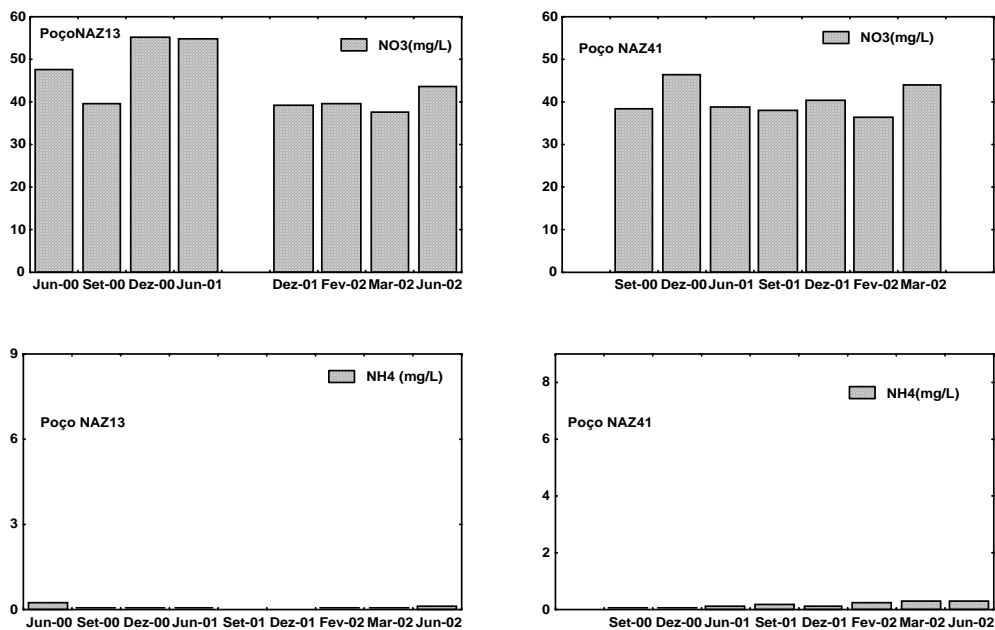 60
50
40
30
20
10
0
PoçoNAZ13
NO3(mg/L)
Jun-00 Set-00 Dez-00 Jun-01 Dez-01 Fev-02 Mar-02 Jun-02
60
50
40
30
20
10
0
Poço NAZ41
NO3(mg/L)
Set-00 Dez-00 Jun-01 Set-01 Dez-01 Fev-02 Mar-02
9
6
3
0
NH4 (mg/L)
Poço NAZ13
Jun-00 Set-00 Dez-00 Jun-01 Set-01 Dez-01 Fev-02 Mar-02 Jun-02
8
6
4
2
0
NH4(mg/L)
Poço NAZ41
Set-00 Dez-00 Jun-01 Set-01 Dez-01 Fev-02 Mar-02 Jun-02